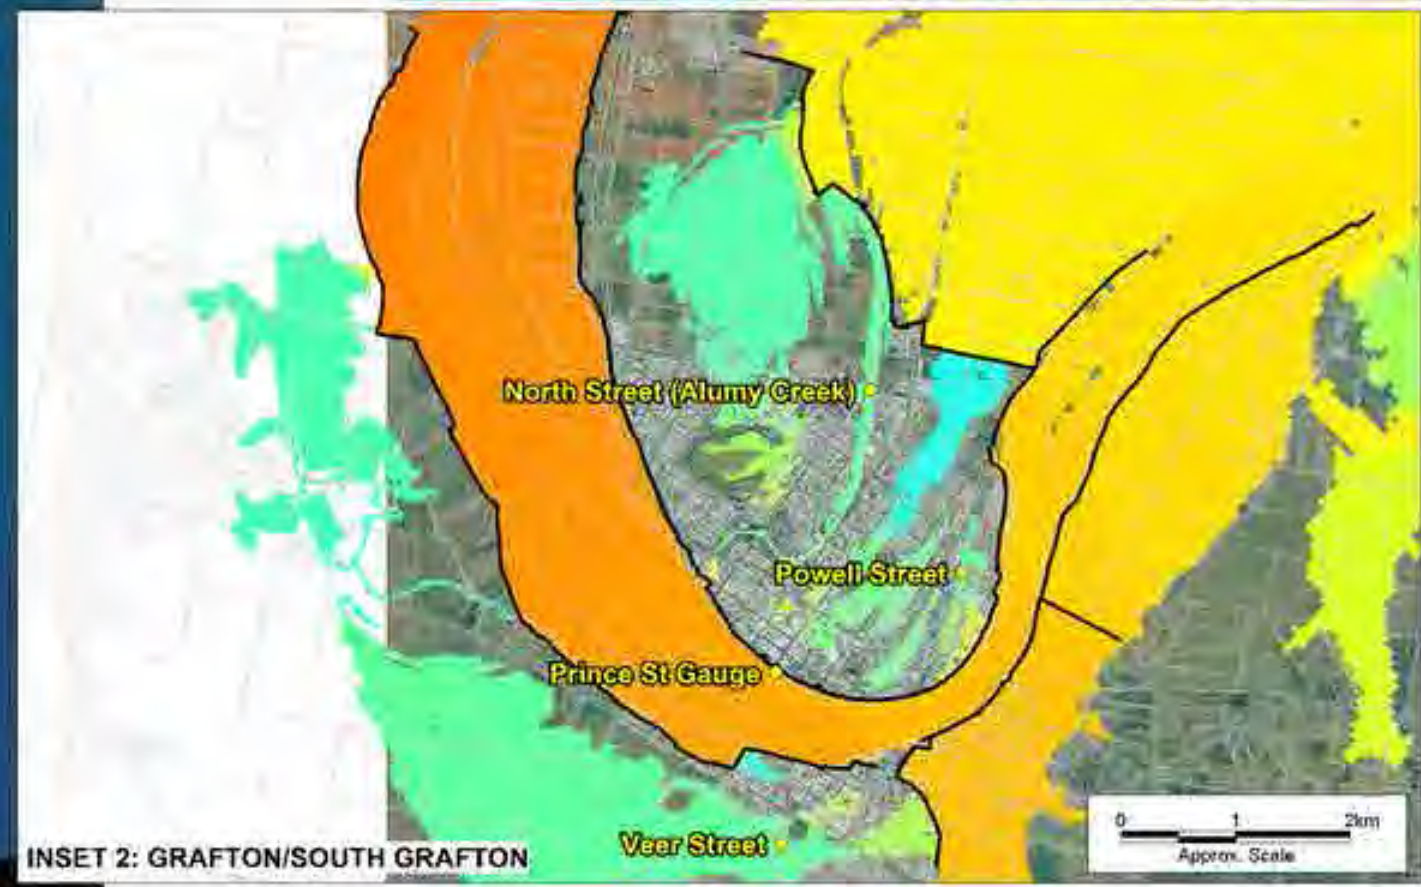 North Street (Alumy Creek)
Powell Street
Prince St Gauge
Veer Street
0 1 2km
Approx. Scale
INSET 2: GRAFTON/SOUTH GRAFTON